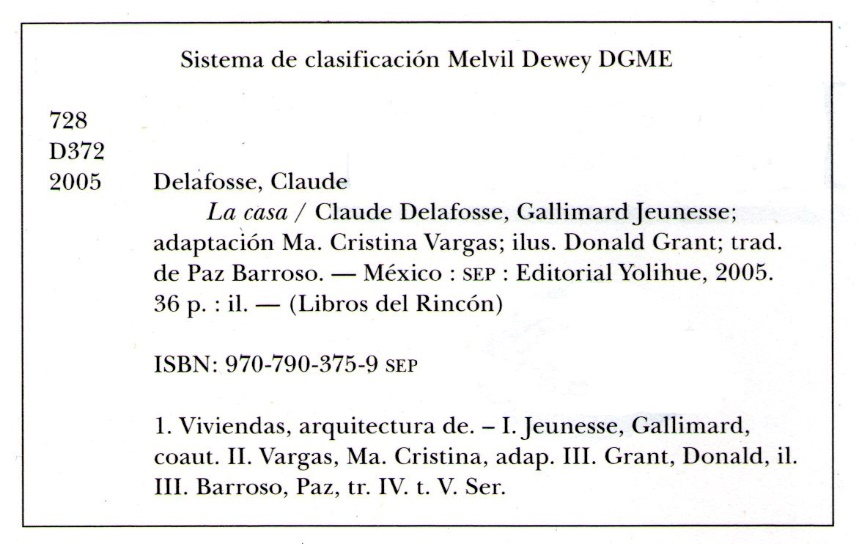 Sistema de clasificación Melvil Dewey DGME
728
D372
2005 Delafosse, Claude
La casa / Claude Delafosse, Gallimard Jeunesse;
adaptación Ma. Cristina Vargas; ilus. Donald Grant; trad.
de Paz Barroso. — México : SEP : Editorial Yolihue, 2005.
36 p. : il. — (Libros del Rincón)
ISBN: 970-790-375-9 SEP
1. Viviendas, arquitectura de. – I. Jeunesse, Gallimard,
coaut. II. Vargas, Ma. Cristina, adap. III. Grant, Donald, il.
III. Barroso, Paz, tr. IV. t. V. Ser.